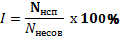 I = Nнсп / Nнесов x 100%